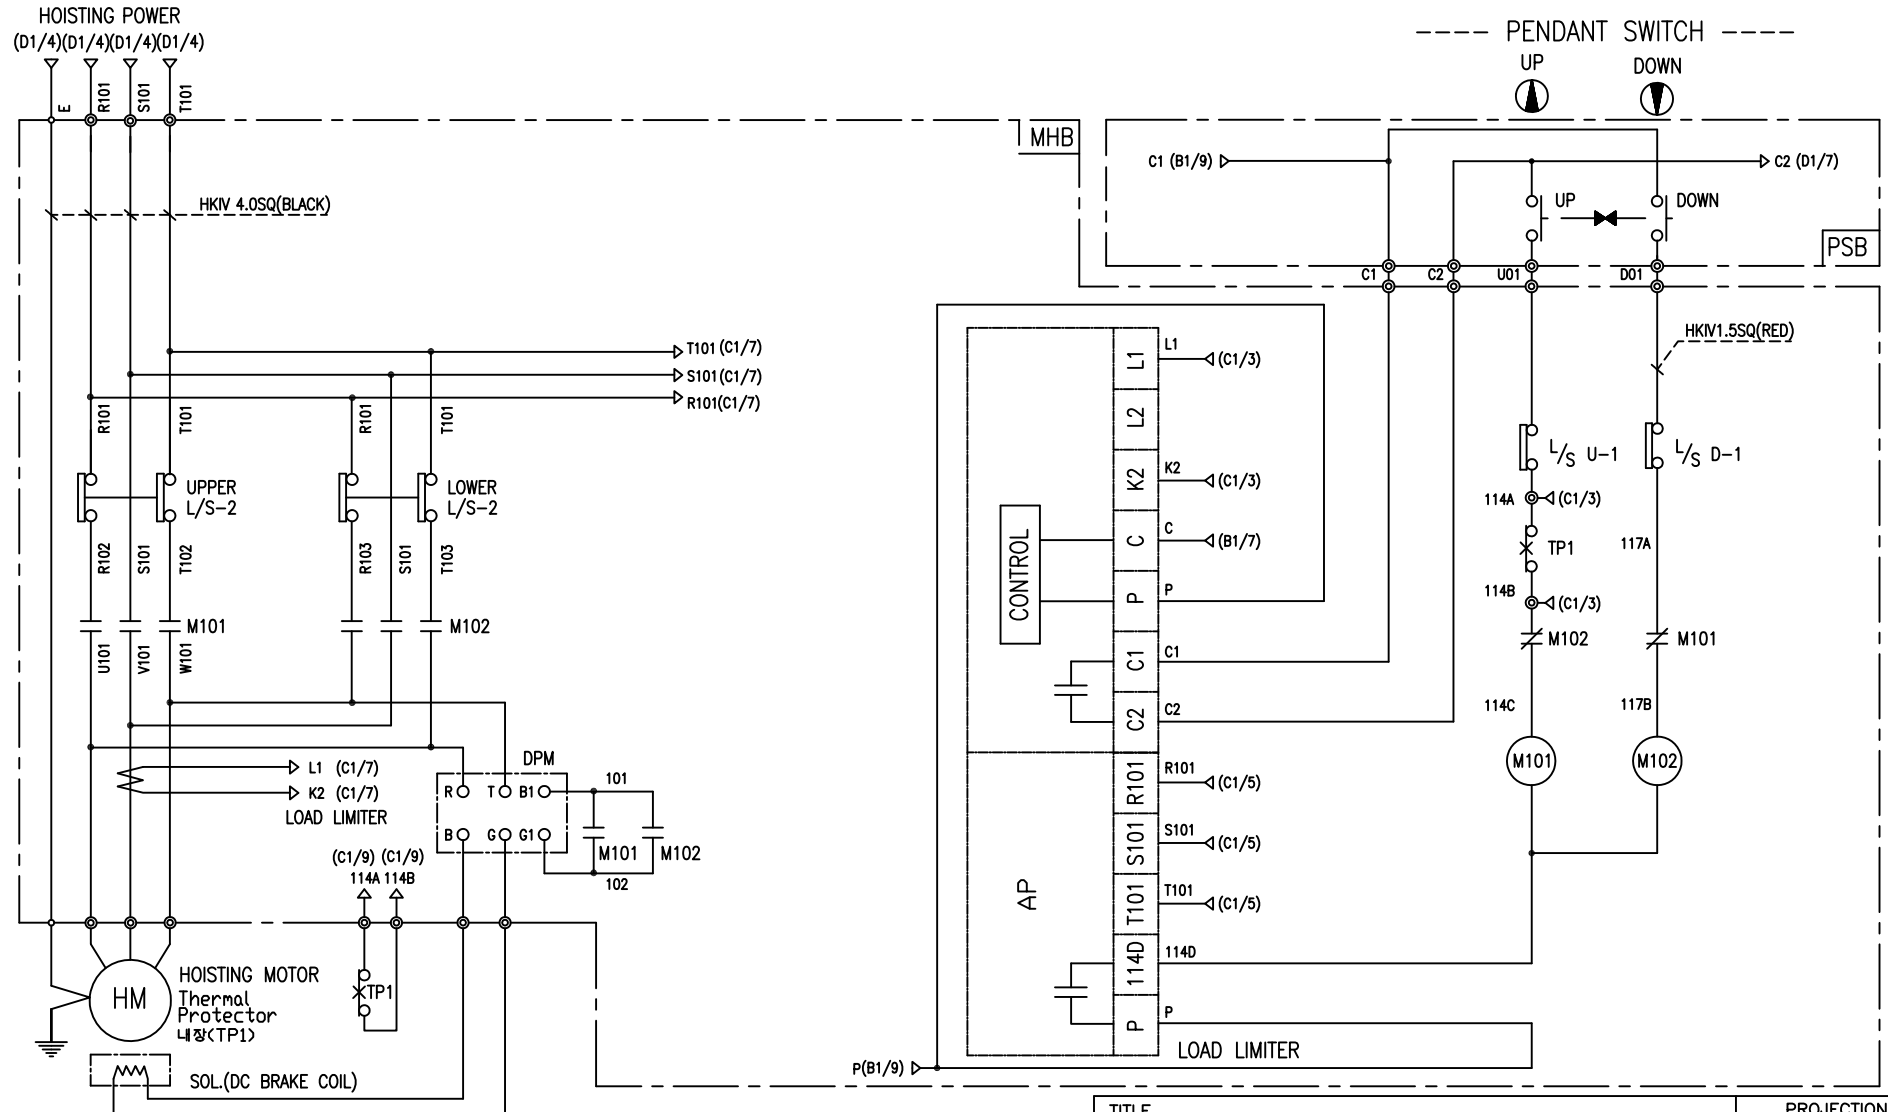 HOISTING POWER
(D1/4)(D1/4)(D1/4)(D1/4)
E
R101
S101
T101
MHB
HKIV 4.0SQ(BLACK)
T101 (C1/7)
S101 (C1/7)
R101(C1/7)
R101
T101
R101
T101
UPPER
L/S-2
LOWER
L/S-2
R102
S101
T102
R103
S101
T103
M101
M102
U101
V101
W101
L1 (C1/7)
K2 (C1/7)
LOAD LIMITER
DPM
R
T
B1
B
G
G1
101
M101
M102
102
(C1/9) (C1/9)
114A 114B
TP1
HM
HOISTING MOTOR
Thermal
Protector
내장(TP1)
SOL.(DC BRAKE COIL)
---- PENDANT SWITCH ----
UP
DOWN
C1 (B1/9)
C2 (D1/7)
UP
DOWN
PSB
C1
C2
U01
D01
HKIV1.5SQ(RED)
L1
L1
(C1/3)
L2
K2
K2
(C1/3)
CONTROL
C
C
(B1/7)
P
P
C1
C1
C2
C2
R101
R101
(C1/5)
S101
S101
(C1/5)
AP
T101
T101
(C1/5)
114D
114D
P
P
LOAD LIMITER
P(B1/9)
L/S U-1
L/S D-1
114A
(C1/3)
TP1
117A
114B
(C1/3)
M102
M101
114C
117B
M101
M102
TITLE
PROJECTION